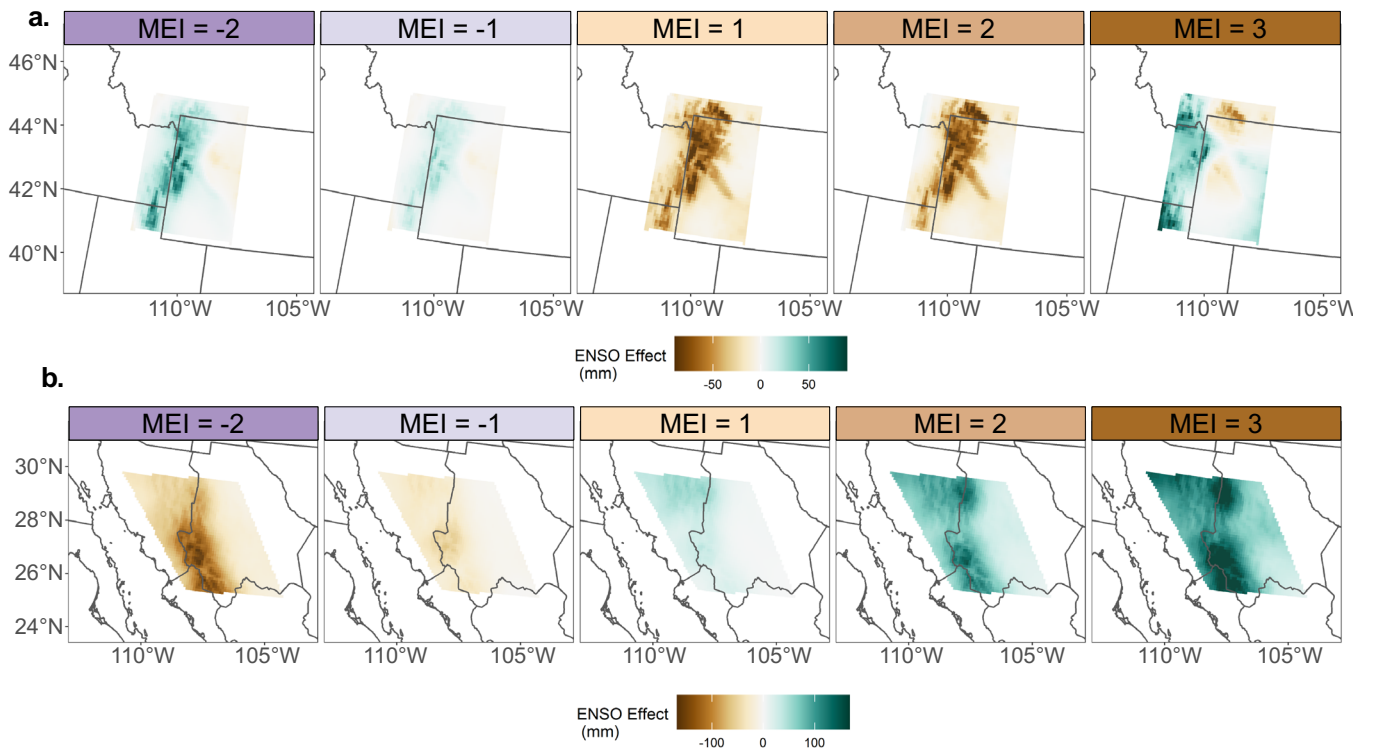 a.
MEI = -2 MEI = -1 MEI = 1 MEI = 2 MEI = 3
46°N
44°N
42°N
40°N
110°W 105°W 110°W 105°W 110°W 105°W 110°W 105°W 110°W 105°W
ENSO Effect
(mm)
-50 0 50
b.
MEI = -2 MEI = -1 MEI = 1 MEI = 2 MEI = 3
30°N
28°N
26°N
24°N
110°W 105°W 110°W 105°W 110°W 105°W 110°W 105°W 110°W 105°W
ENSO Effect
(mm)
-100 0 100